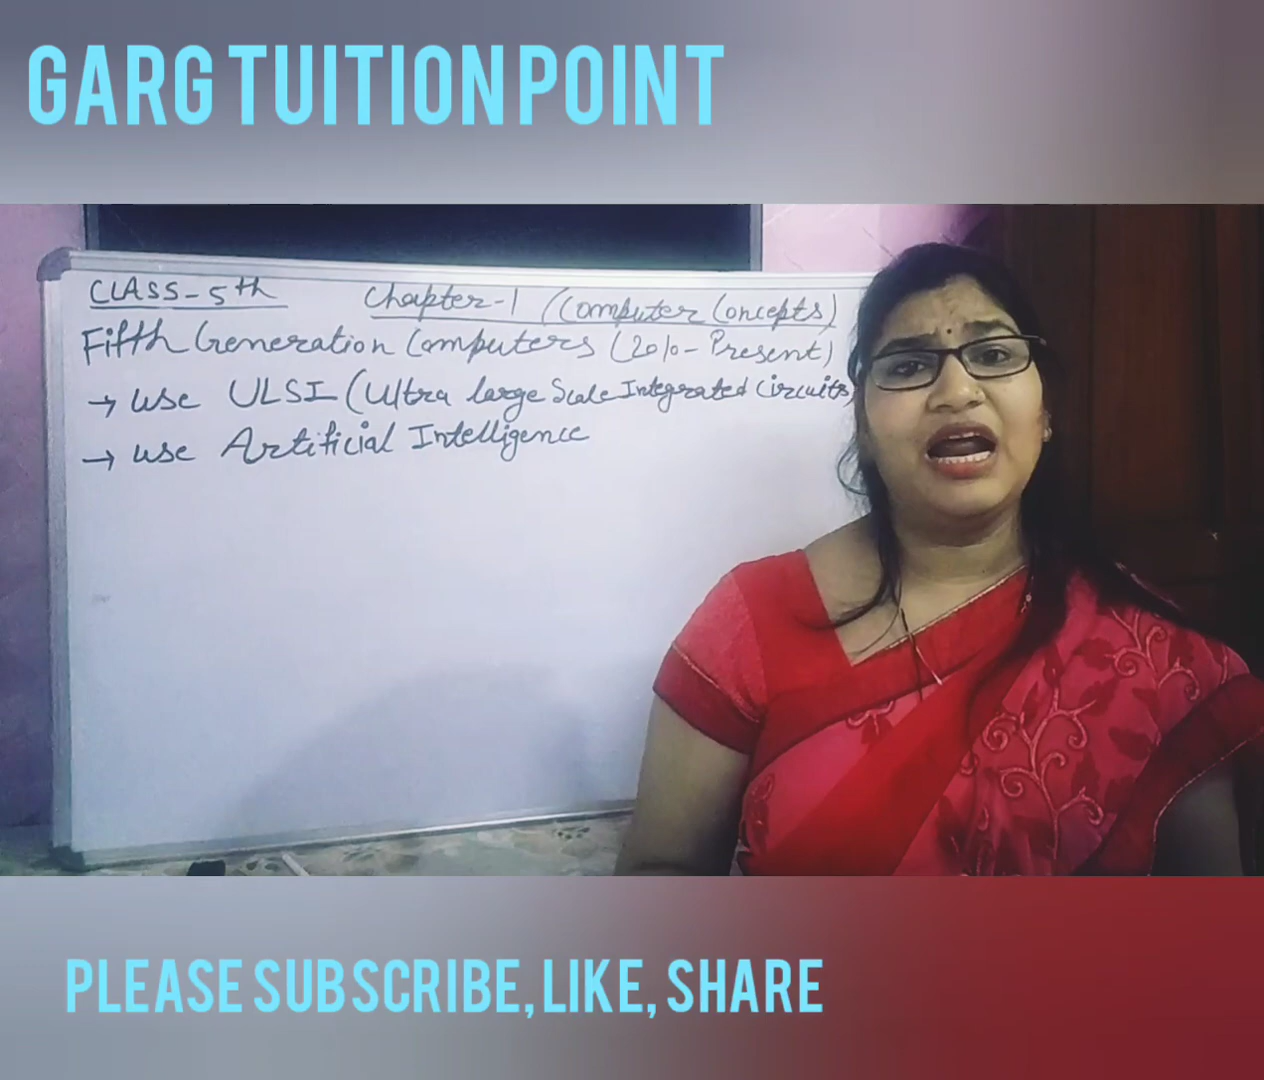 GARG TUITION POINT
CLASS-5th
Chapter-1 (Computer Concepts)
Fifth Generation Computers (2010-Present)
→ use ULSI (Ultra large Scale Integrated Circuits)
→ use Artificial Intelligence
PLEASE SUBSCRIBE, LIKE, SHARE